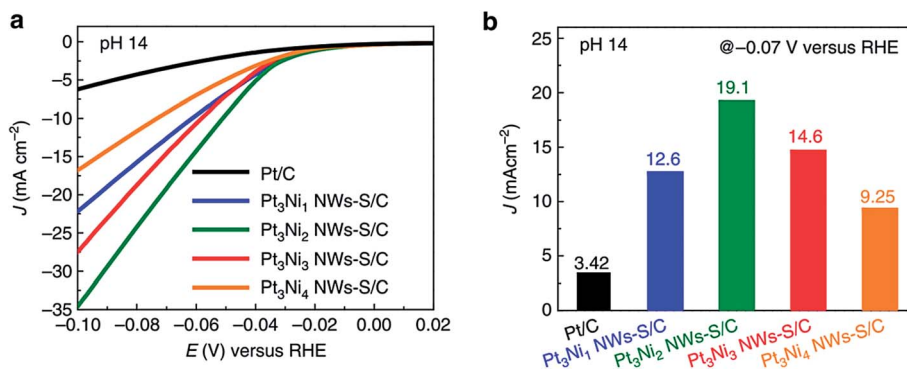 a
pH 14
0
−5
−10
−15
−20
−25
−30
−35
J (mA cm⁻²)
Pt/C
Pt₃Ni₁ NWs-S/C
Pt₃Ni₂ NWs-S/C
Pt₃Ni₃ NWs-S/C
Pt₃Ni₄ NWs-S/C
−0.10 −0.08 −0.06 −0.04 −0.02 0.00 0.02
E (V) versus RHE
b
pH 14 @−0.07 V versus RHE
25
20
15
10
5
0
J (mAcm⁻²)
3.42
12.6
19.1
14.6
9.25
Pt/C
Pt₃Ni₁ NWs-S/C
Pt₃Ni₂ NWs-S/C
Pt₃Ni₃ NWs-S/C
Pt₃Ni₄ NWs-S/C